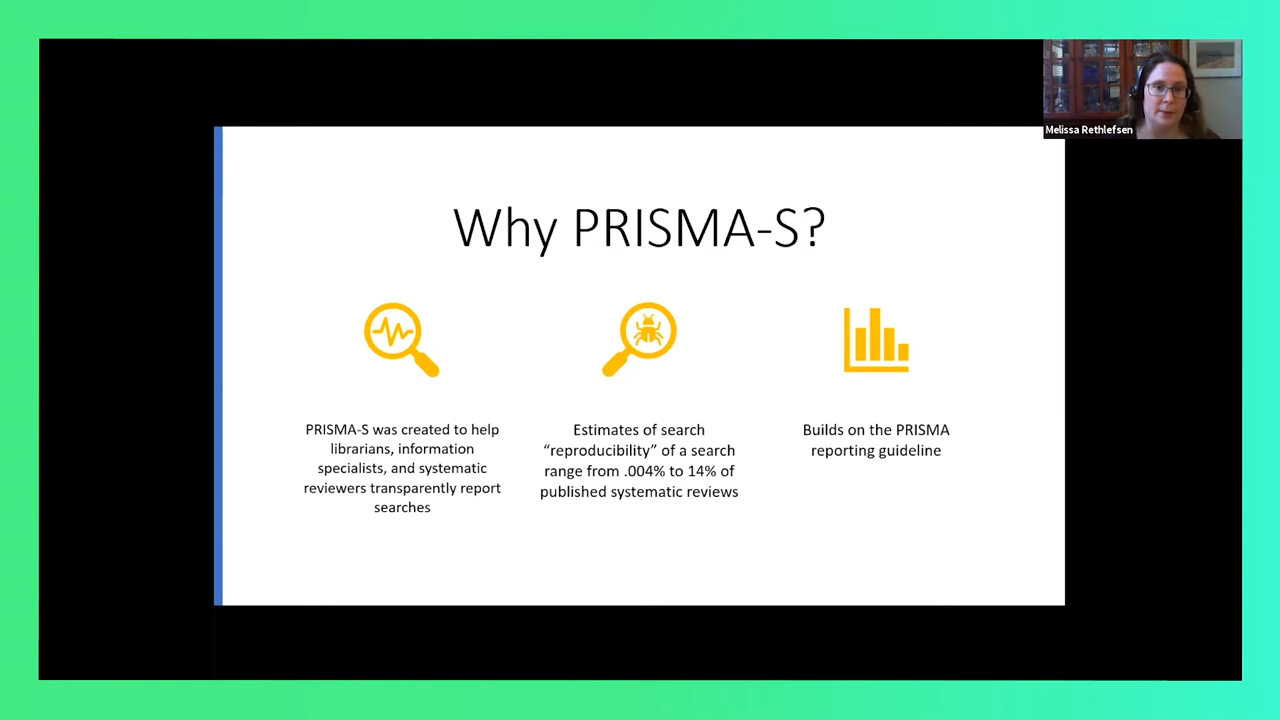 Melissa Rethlefsen
Why PRISMA-S?
PRISMA-S was created to help
librarians, information
specialists, and systematic
reviewers transparently report
searches
Estimates of search
“reproducibility” of a search
range from .004% to 14% of
published systematic reviews
Builds on the PRISMA
reporting guideline